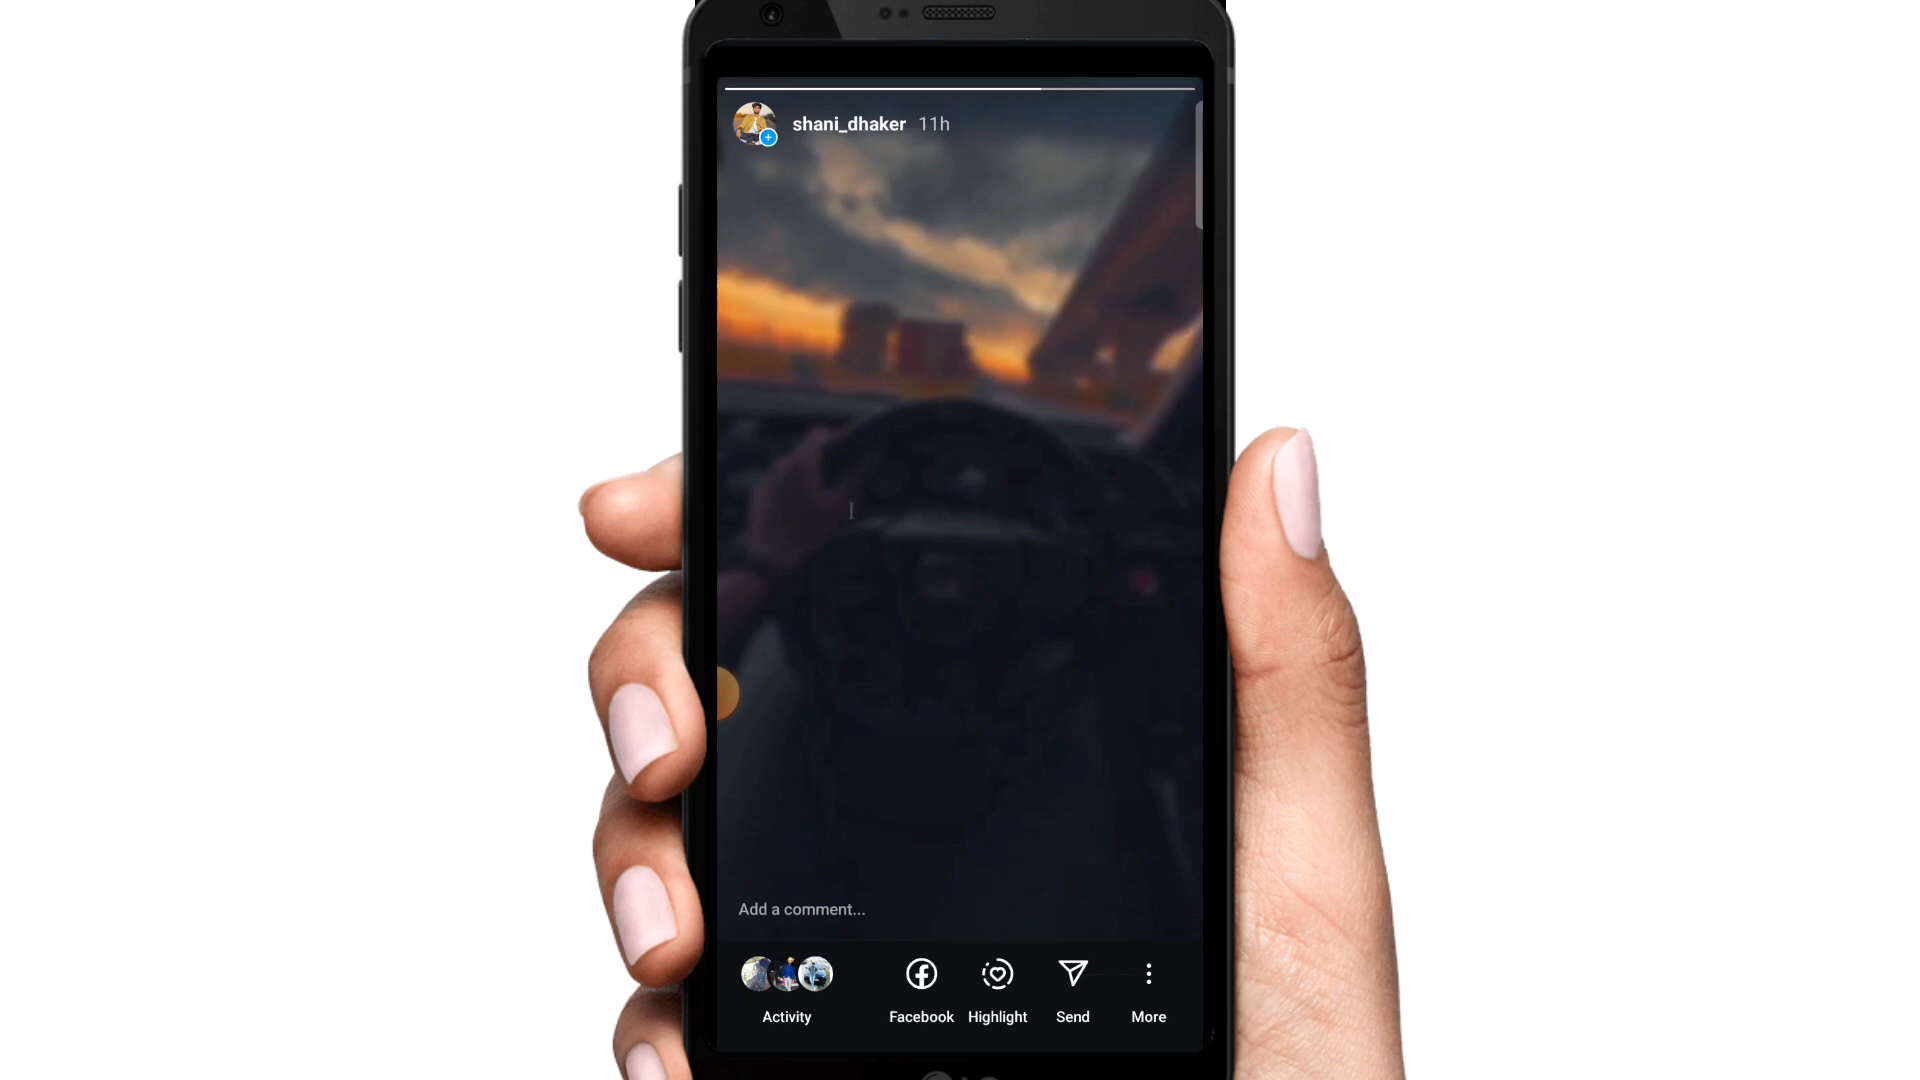 shani_dhaker 11h
Add a comment...
Activity Facebook Highlight Send More